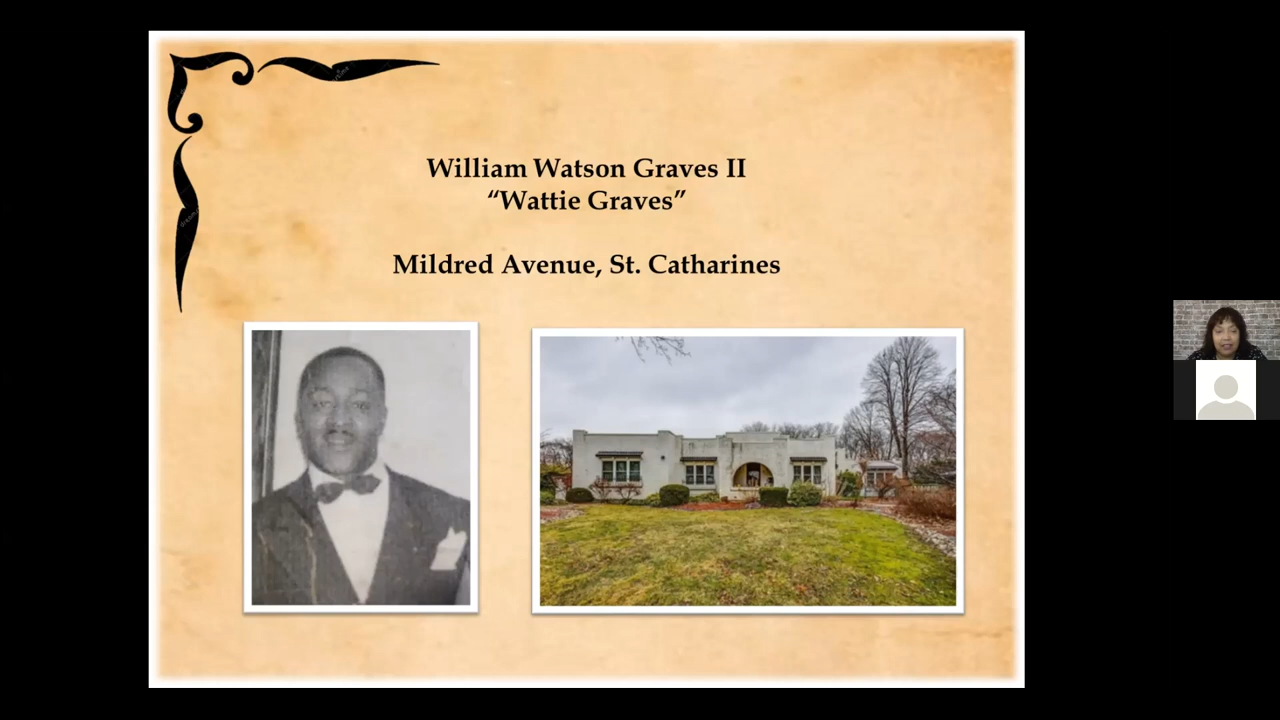 William Watson Graves II
“Wattie Graves”
Mildred Avenue, St. Catharines